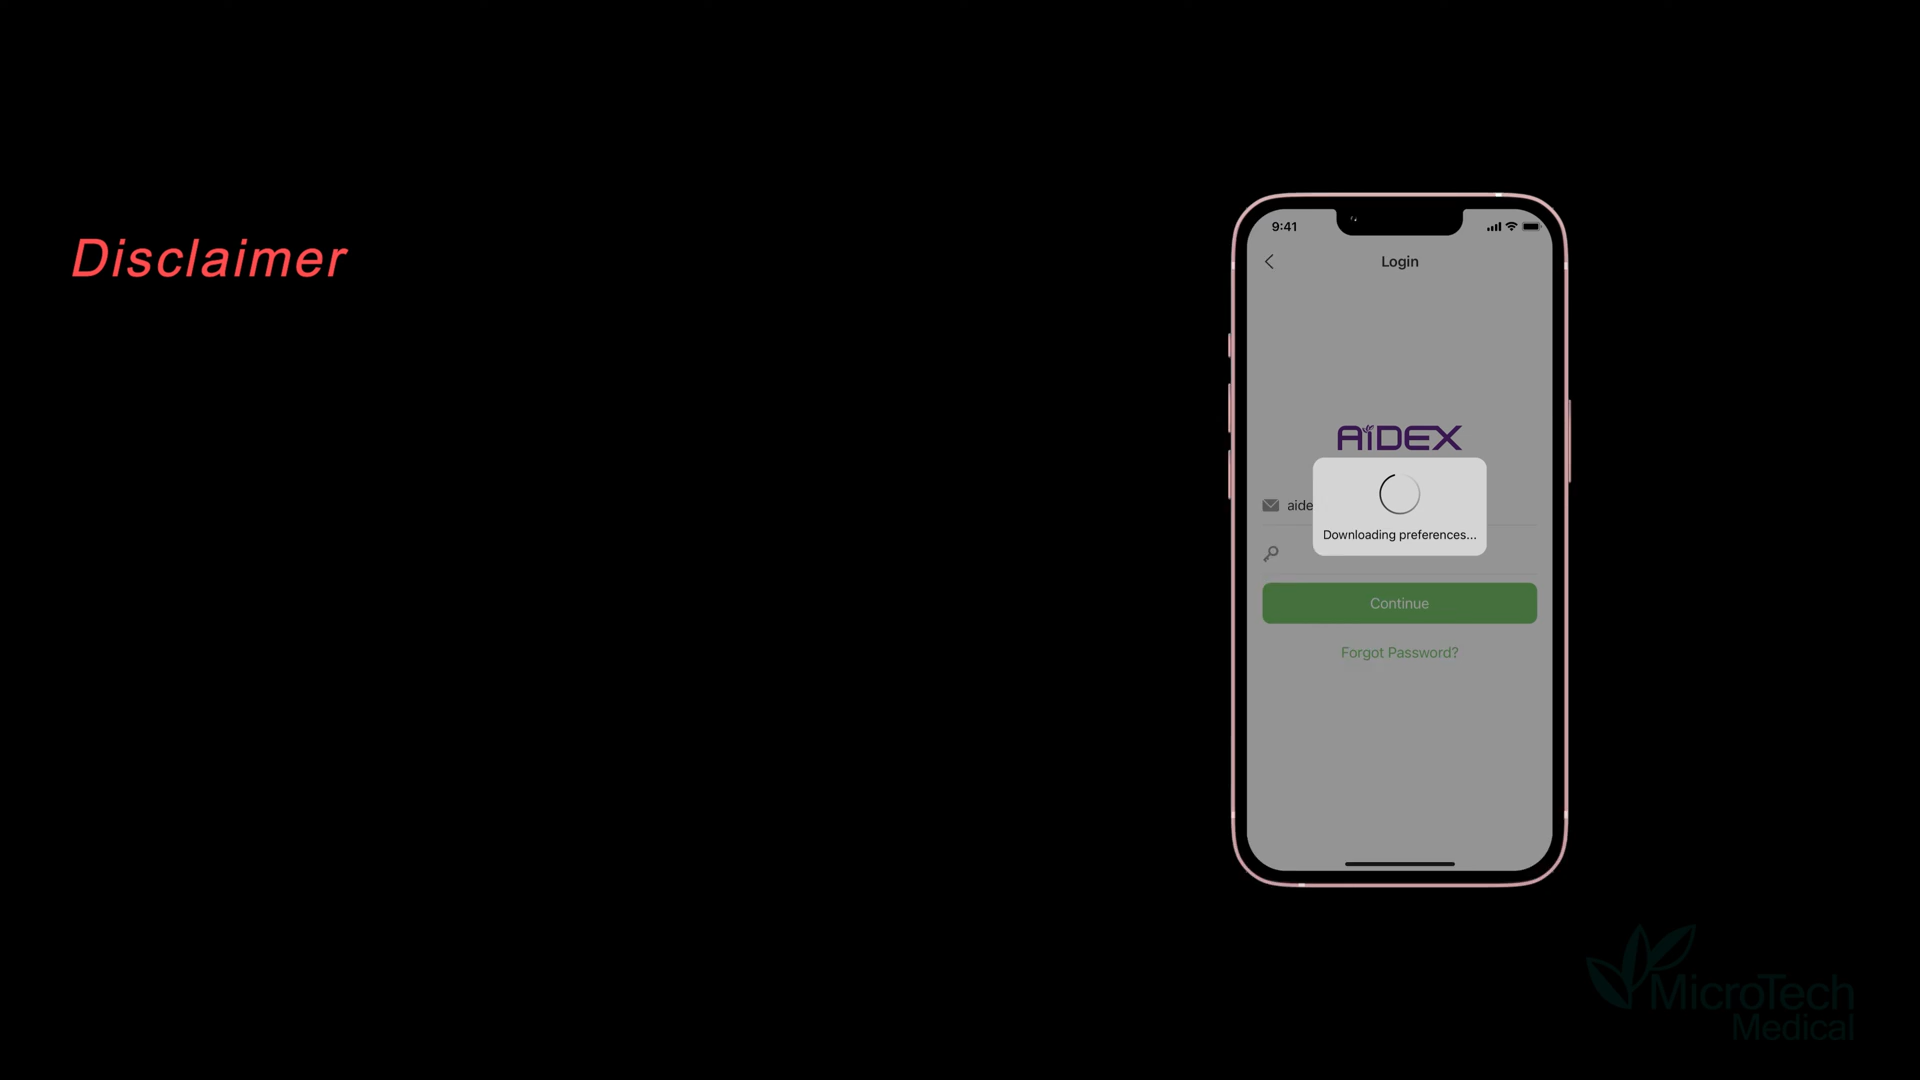 Disclaimer
9:41
Login
AiDEX
aide
Downloading preferences...
Continue
Forgot Password?
MicroTech
Medical